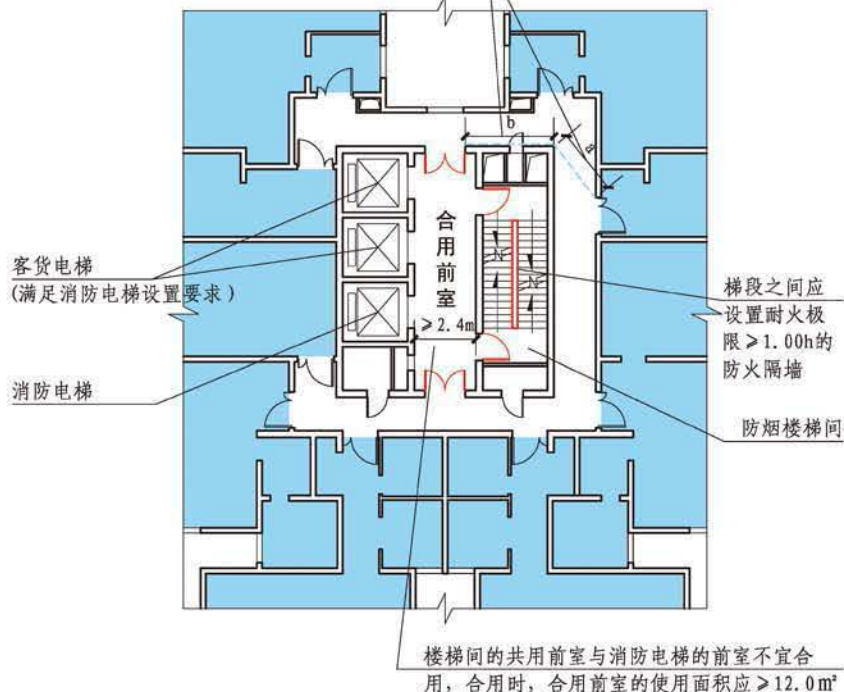 b
a
合用前室
≥2.4m
客货电梯
(满足消防电梯设置要求)
消防电梯
梯段之间应
设置耐火极
限≥1.00h的
防火隔墙
防烟楼梯间
楼梯间的共用前室与消防电梯的前室不宜合
用，合用时，合用前室的使用面积应≥12.0m²